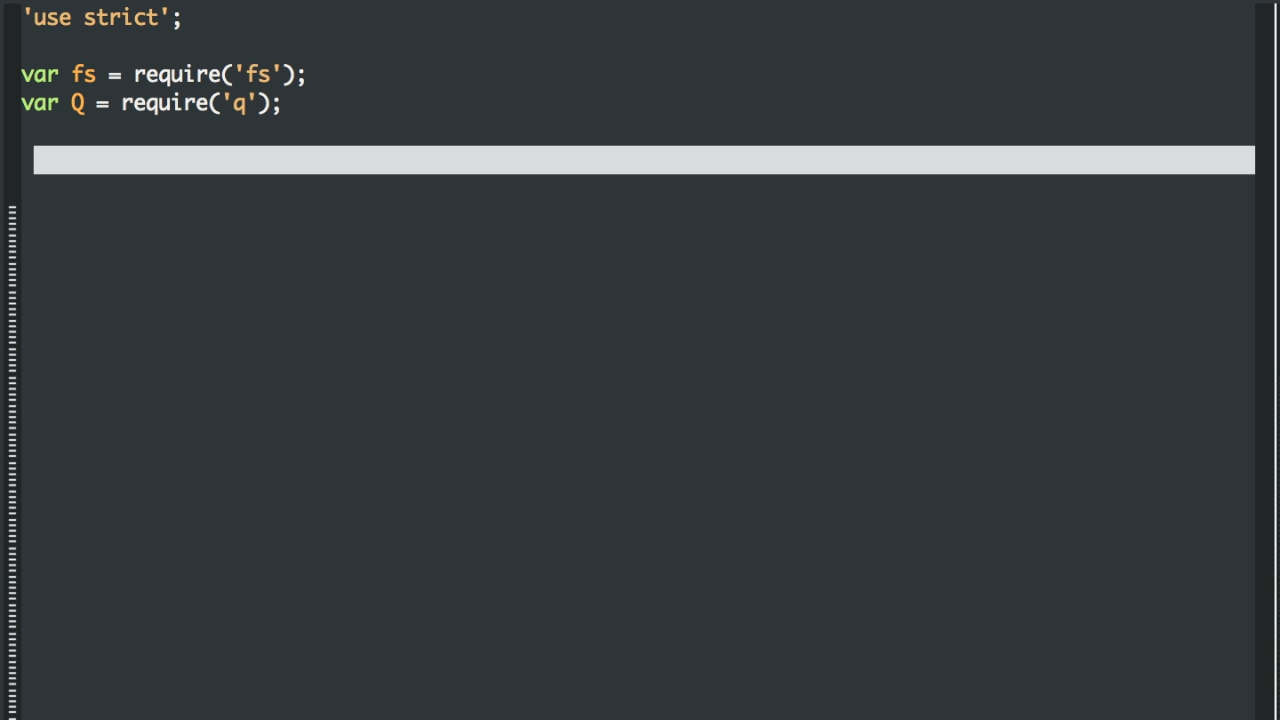 'use strict';
var fs = require('fs');
var Q = require('q');